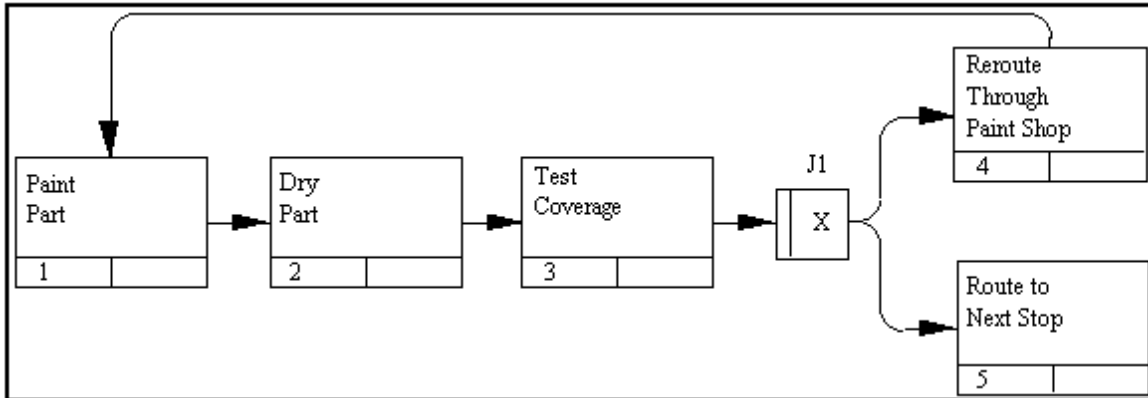 Paint
Part
1
Dry
Part
2
Test
Coverage
3
J1
X
Reroute
Through
Paint Shop
4
Route to
Next Stop
5